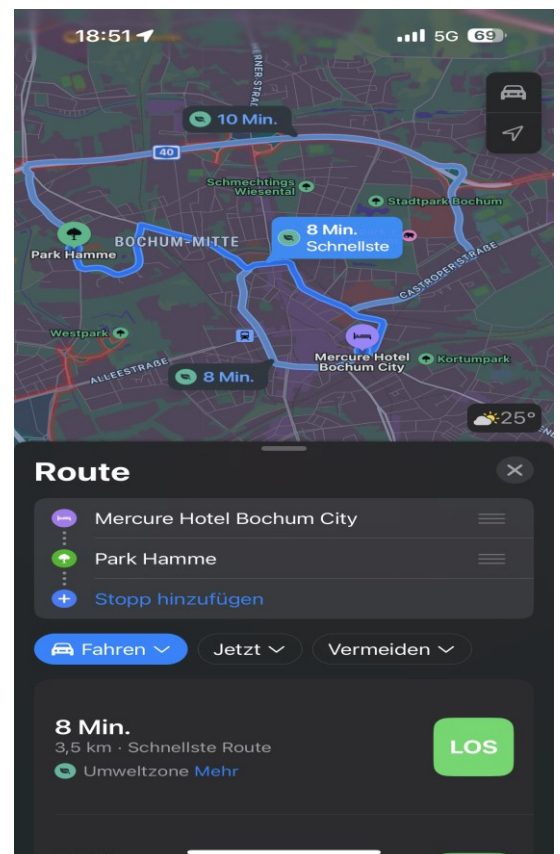 18:51
5G 69
RNER STRA
10 Min.
40
Schmechtings
Wiesental
Stadtpark Bochum
8 Min.
Schnellste
BOCHUM-MITTE
Park Hamme
CASTROPER STRAßE
Westpark
Mercure Hotel
Bochum City
Kortumpark
ALLEESTRAßE
8 Min.
25°
Route
Mercure Hotel Bochum City
Park Hamme
Stopp hinzufügen
Fahren
Jetzt
Vermeiden
8 Min.
3,5 km · Schnellste Route
LOS
Umweltzone Mehr